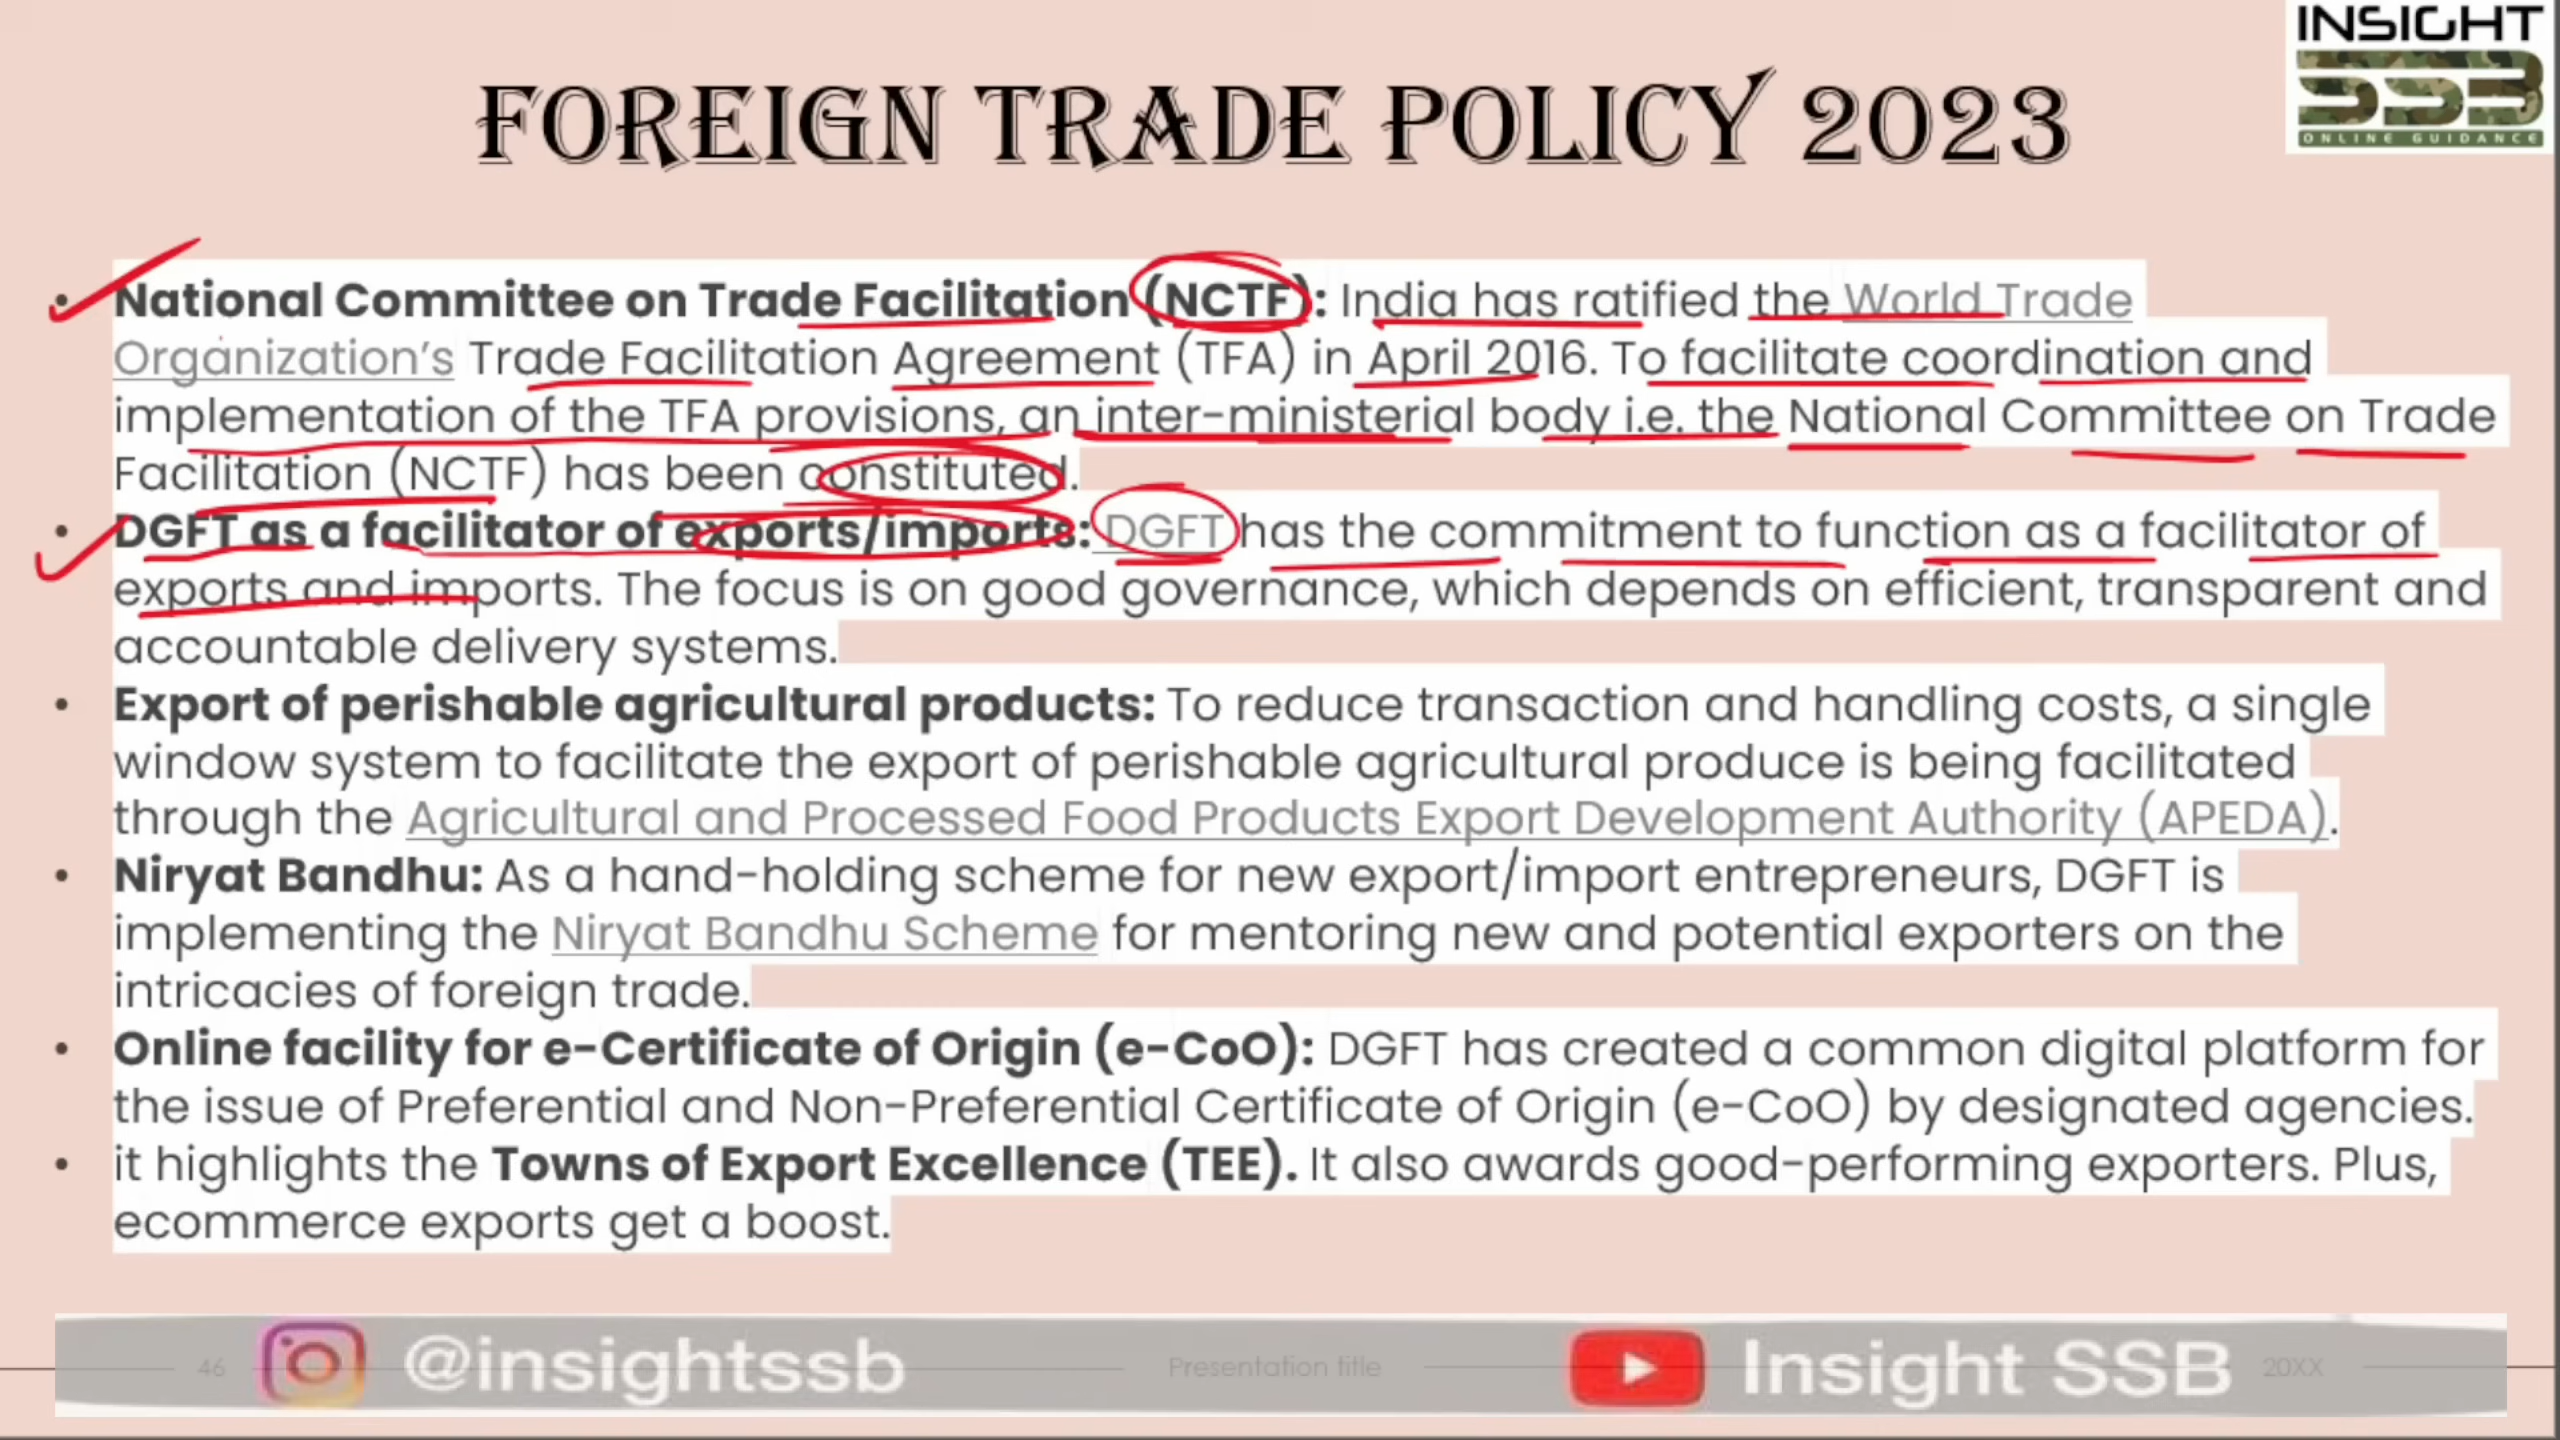 INSIGHT
SSB
ONLINE GUIDANCE
FOREIGN TRADE POLICY 2023
• National Committee on Trade Facilitation (NCTF): India has ratified the World Trade
Organization’s Trade Facilitation Agreement (TFA) in April 2016. To facilitate coordination and
implementation of the TFA provisions, an inter-ministerial body i.e. the National Committee on Trade
Facilitation (NCTF) has been constituted.
• DGFT as a facilitator of exports/imports: DGFT has the commitment to function as a facilitator of
exports and imports. The focus is on good governance, which depends on efficient, transparent and
accountable delivery systems.
• Export of perishable agricultural products: To reduce transaction and handling costs, a single
window system to facilitate the export of perishable agricultural produce is being facilitated
through the Agricultural and Processed Food Products Export Development Authority (APEDA).
• Niryat Bandhu: As a hand-holding scheme for new export/import entrepreneurs, DGFT is
implementing the Niryat Bandhu Scheme for mentoring new and potential exporters on the
intricacies of foreign trade.
• Online facility for e-Certificate of Origin (e-CoO): DGFT has created a common digital platform for
the issue of Preferential and Non-Preferential Certificate of Origin (e-CoO) by designated agencies.
• it highlights the Towns of Export Excellence (TEE). It also awards good-performing exporters. Plus,
ecommerce exports get a boost.
46 @insightssb Presentation title Insight SSB 20XX